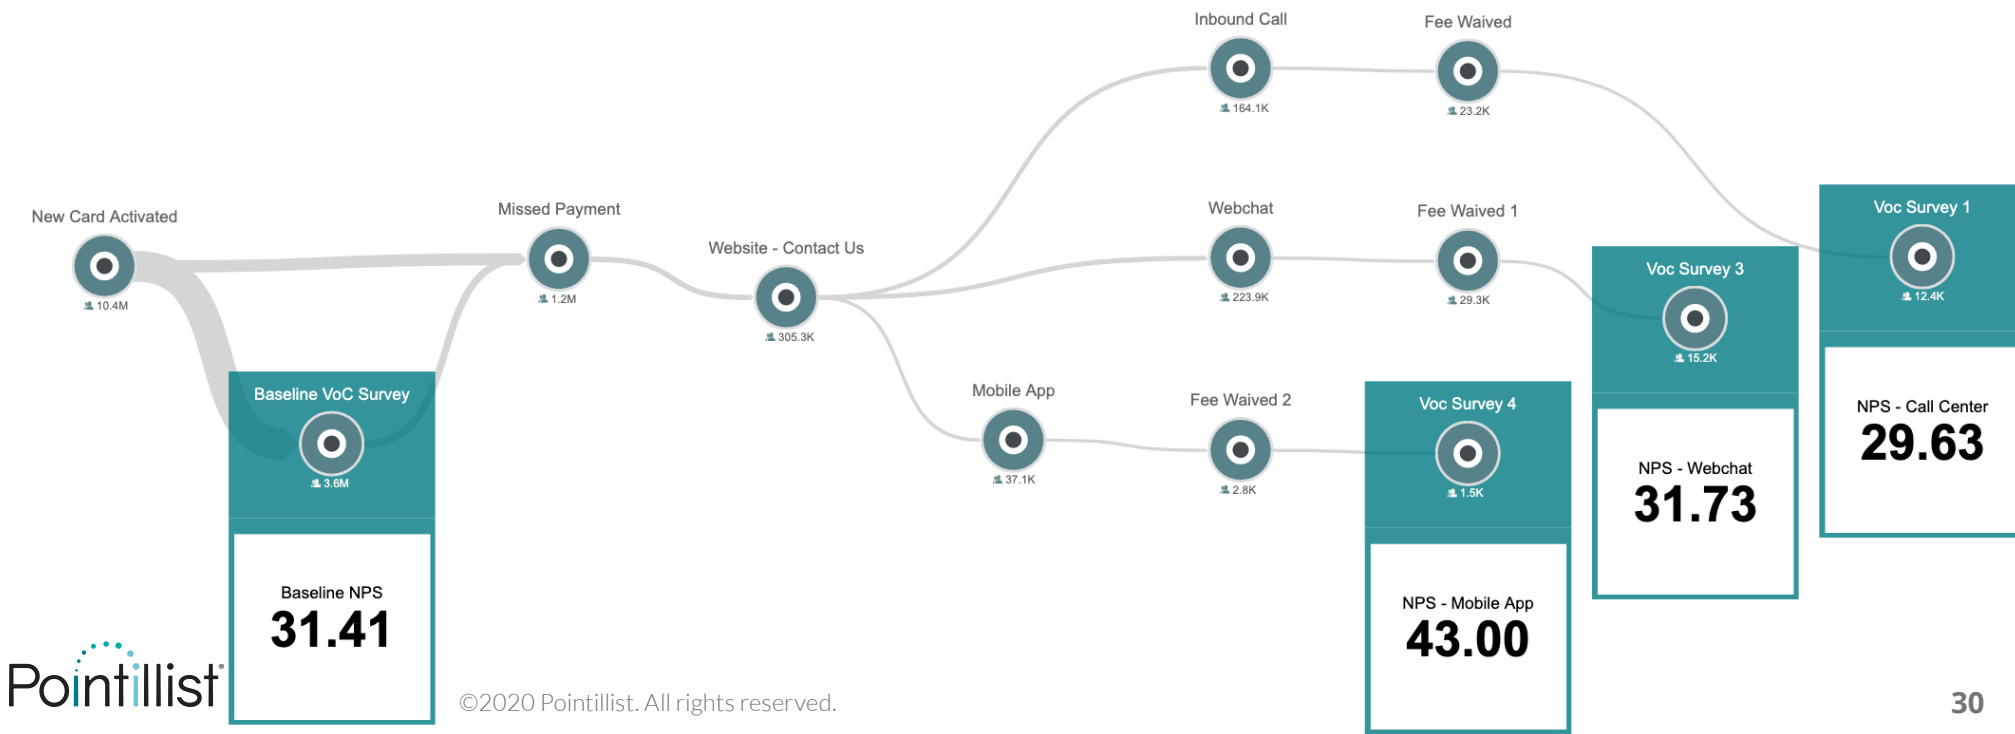 Inbound Call
164.1K
Fee Waived
23.2K
New Card Activated
10.4M
Missed Payment
1.2M
Website - Contact Us
305.3K
Webchat
223.9K
Fee Waived 1
29.3K
Voc Survey 3
15.2K
NPS - Webchat
31.73
Voc Survey 1
12.4K
NPS - Call Center
29.63
Baseline VoC Survey
3.6M
Baseline NPS
31.41
Mobile App
37.1K
Fee Waived 2
2.8K
Voc Survey 4
1.5K
NPS - Mobile App
43.00
Pointillist®
©2020 Pointillist. All rights reserved.
30